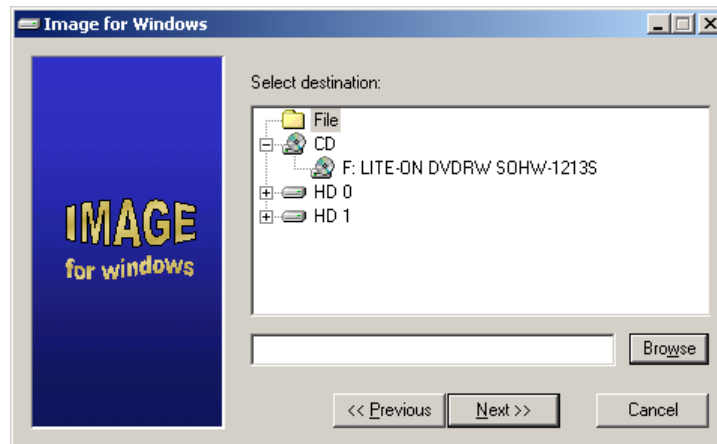 Image for Windows
Select destination:
File
CD
F: LITE-ON DVDRW SOHW-1213S
HD 0
HD 1
IMAGE
for windows
Browse
<< Previous
Next >>
Cancel